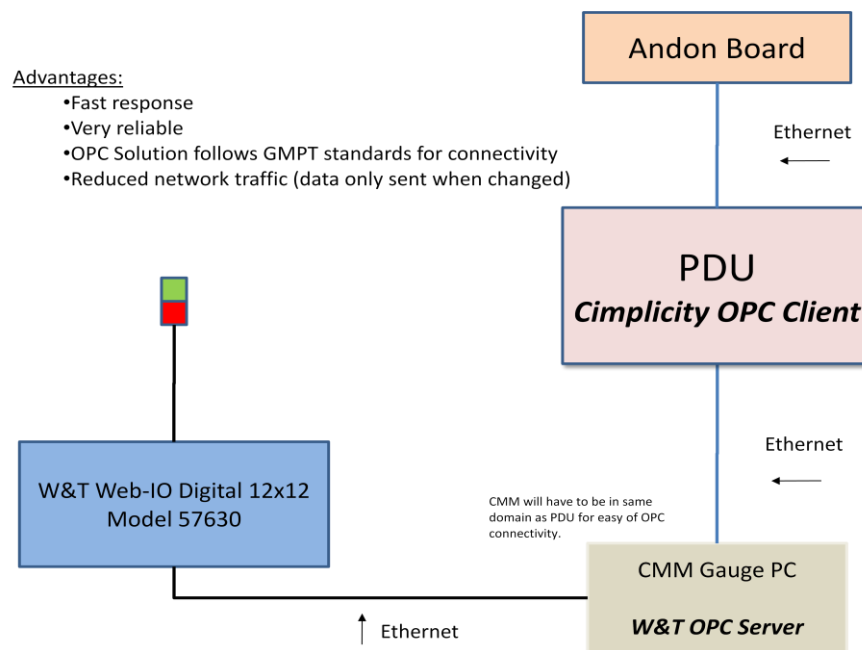 Andon Board
Advantages:
•Fast response
•Very reliable
•OPC Solution follows GMPT standards for connectivity
•Reduced network traffic (data only sent when changed)
Ethernet
PDU
Cimplicity OPC Client
Ethernet
W&T Web-IO Digital 12x12
Model 57630
CMM will have to be in same
domain as PDU for easy of OPC
connectivity.
CMM Gauge PC
W&T OPC Server
Ethernet